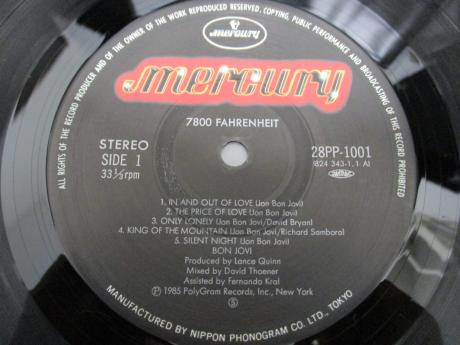 ALL RIGHTS OF THE RECORD PRODUCER AND OF THE OWNER OF THE WORK REPRODUCED RESERVED, COPYING, PUBLIC PERFORMANCE AND BROADCASTING OF THIS RECORD PROHIBITED
mercury
mercury
7800 FAHRENHEIT
STEREO
SIDE 1
33 1/3 rpm
28PP-1001
(824 343-1.1 A)
1. IN AND OUT OF LOVE (Jon Bon Jovi)
2. THE PRICE OF LOVE (Jon Bon Jovi)
3. ONLY LONELY (Jon Bon Jovi/David Bryan)
4. KING OF THE MOUNTAIN (Jon Bon Jovi/Richard Sambora)
5. SILENT NIGHT (Jon Bon Jovi)
BON JOVI
Produced by Lance Quinn
Mixed by David Thoener
Assisted by Fernando Kral
Ⓟ 1985 PolyGram Records, Inc., New York
Ⓢ
MANUFACTURED BY NIPPON PHONOGRAM CO. LTD., TOKYO